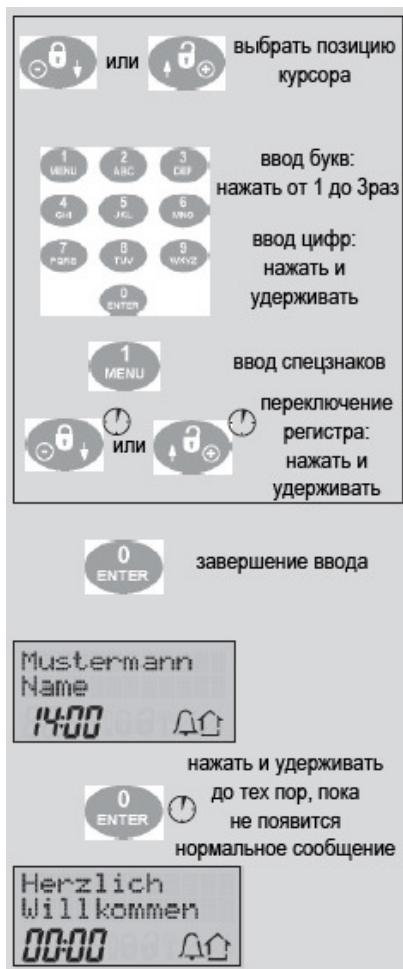 или
выбрать позицию
курсора
1
MENU
2
ABC
3
DEF
4
GHI
5
JKL
6
MNO
7
PQRS
8
TUV
9
WXYZ
0
ENTER
ввод букв:
нажать от 1 до 3раз
ввод цифр:
нажать и
удерживать
1
MENU
ввод спецзнаков
или
переключение
регистра:
нажать и
удерживать
0
ENTER
завершение ввода
Mustermann
Name
14:00
0
ENTER
нажать и удерживать
до тех пор, пока
не появится
нормальное сообщение
Herzlich
Willkommen
00:00